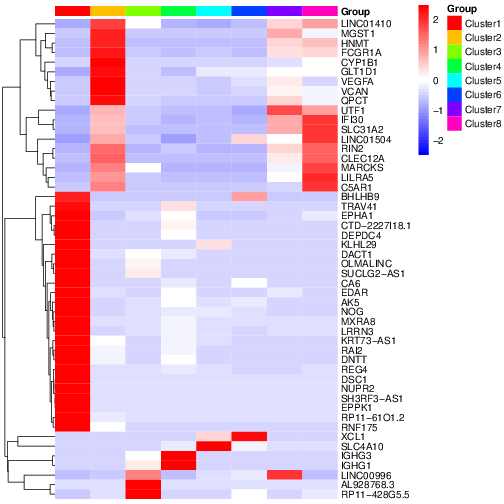 Group
LINC01410
MGST1
HNMT
FCGR1A
CYP1B1
GLT1D1
VEGFA
VCAN
QPCT
UTF1
IFI30
SLC31A2
LINC01504
RIN2
CLEC12A
MARCKS
LILRA5
C5AR1
BHLHB9
TRAV41
EPHA1
CTD-2227I18.1
DEPDC4
KLHL29
DACT1
OLMALINC
SUCLG2-AS1
CA6
EDAR
AK5
NOG
MXRA8
LRRN3
KRT73-AS1
RAI2
DNTT
REG4
DSC1
NUPR2
SH3RF3-AS1
EPPK1
RP11-61O1.2
RNF175
XCL1
SLC4A10
IGHG3
IGHG1
LINC00996
AL928768.3
RP11-428G5.5
2
1
0
−1
−2
Group
Cluster1
Cluster2
Cluster3
Cluster4
Cluster5
Cluster6
Cluster7
Cluster8